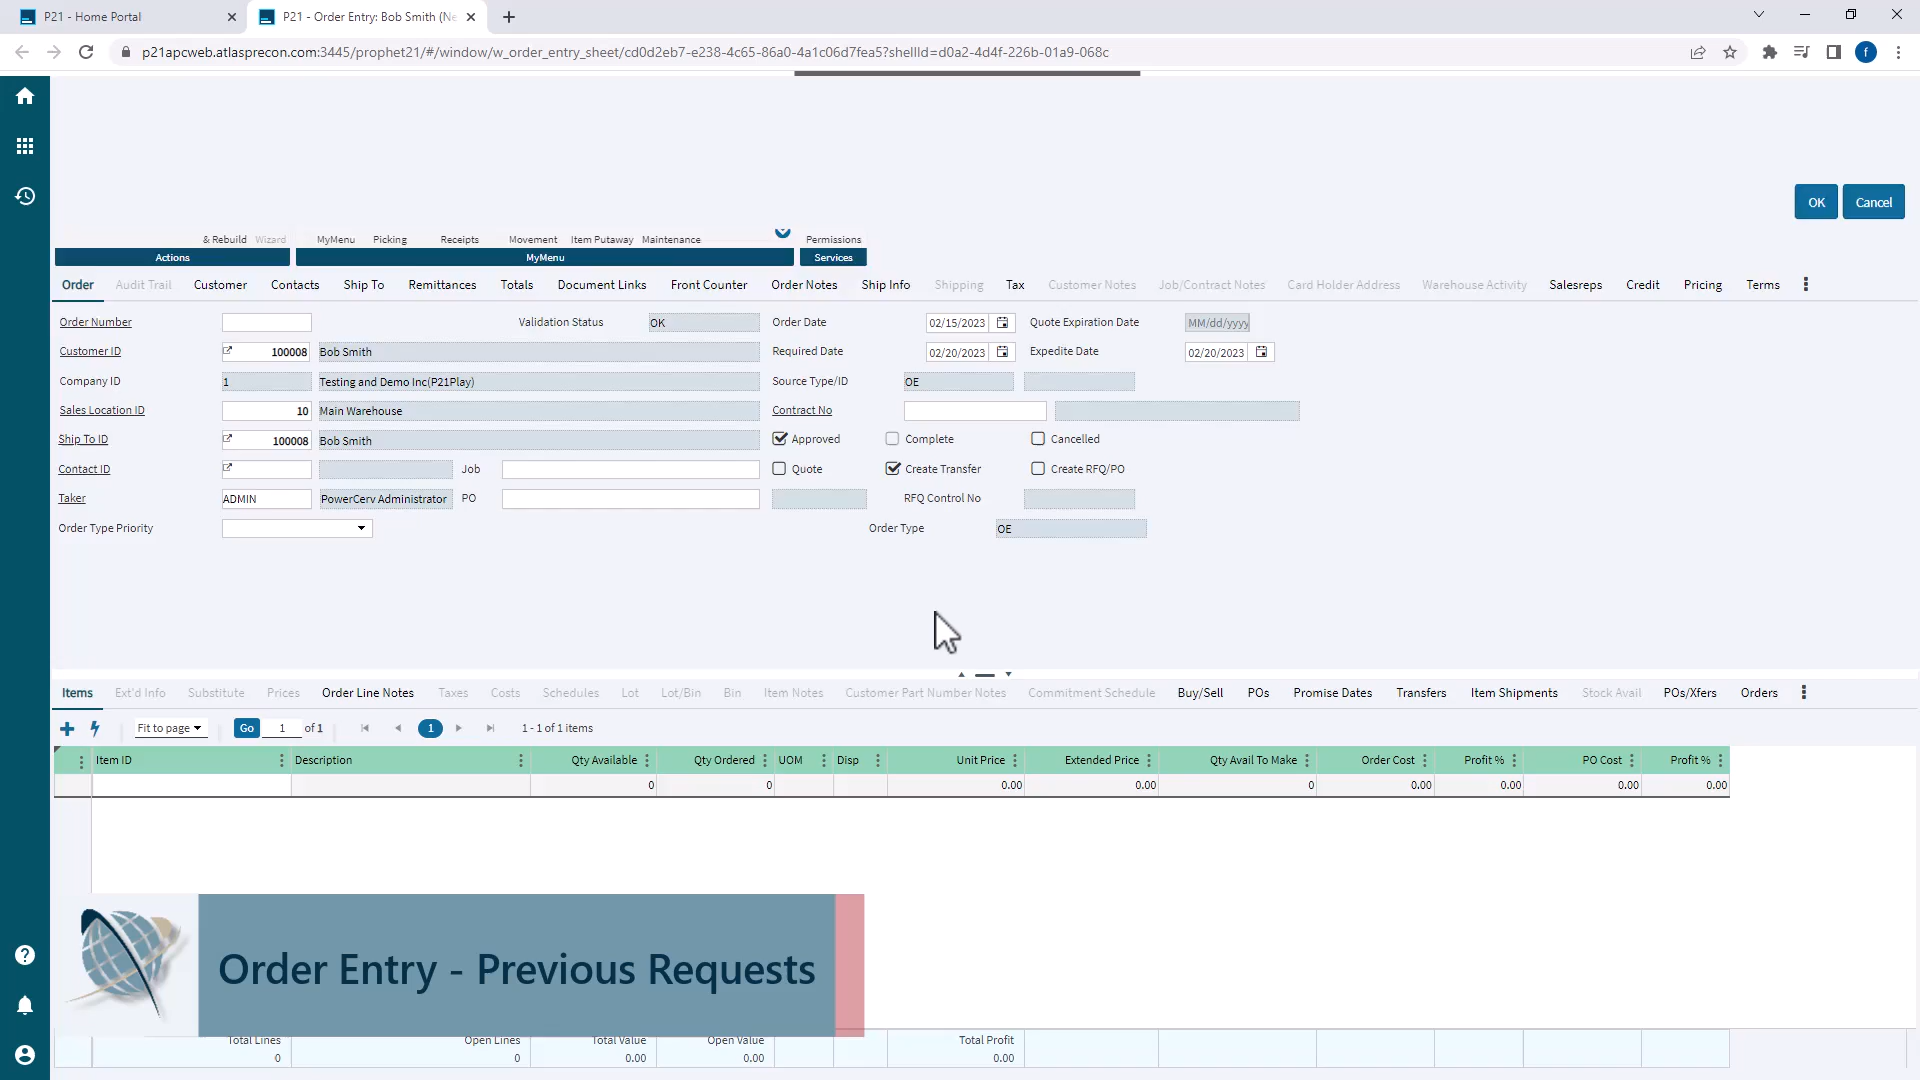 P21 - Home Portal
P21 - Order Entry: Bob Smith (Ne
p21apcweb.atlasprecon.com:3445/prophet21/#/window/w_order_entry_sheet/cd0d2eb7-e238-4c65-86a0-4a1c06d7fea5?shellId=d0a2-4d4f-226b-01a9-068c
f
OK Cancel
& Rebuild Wizard MyMenu Picking Receipts Movement Item Putaway Maintenance Permissions
Actions MyMenu Services
Order Audit Trail Customer Contacts Ship To Remittances Totals Document Links Front Counter Order Notes Ship Info Shipping Tax Customer Notes Job/Contract Notes Card Holder Address Warehouse Activity Salesreps Credit Pricing Terms
Order Number Validation Status OK Order Date 02/15/2023 Quote Expiration Date MM/dd/yyyy
Customer ID 100008 Bob Smith Required Date 02/20/2023 Expedite Date 02/20/2023
Company ID 1 Testing and Demo Inc(P21Play) Source Type/ID OE
Sales Location ID 10 Main Warehouse Contract No
Ship To ID 100008 Bob Smith Approved Complete Cancelled
Contact ID Job Quote Create Transfer Create RFQ/PO
Taker ADMIN PowerCerv Administrator PO RFQ Control No
Order Type Priority Order Type OE
Items Ext'd Info Substitute Prices Order Line Notes Taxes Costs Schedules Lot Lot/Bin Bin Item Notes Customer Part Number Notes Commitment Schedule Buy/Sell POs Promise Dates Transfers Item Shipments Stock Avail POs/Xfers Orders
Fit to page Go 1 of 1 1 1 - 1 of 1 items
Item ID Description Qty Available Qty Ordered UOM Disp Unit Price Extended Price Qty Avail To Make Order Cost Profit % PO Cost Profit %
0 0 0.00 0.00 0 0.00 0.00 0.00 0.00
Order Entry - Previous Requests
Total Lines Open Lines Total Value Open Value Total Profit
0 0 0.00 0.00 0.00